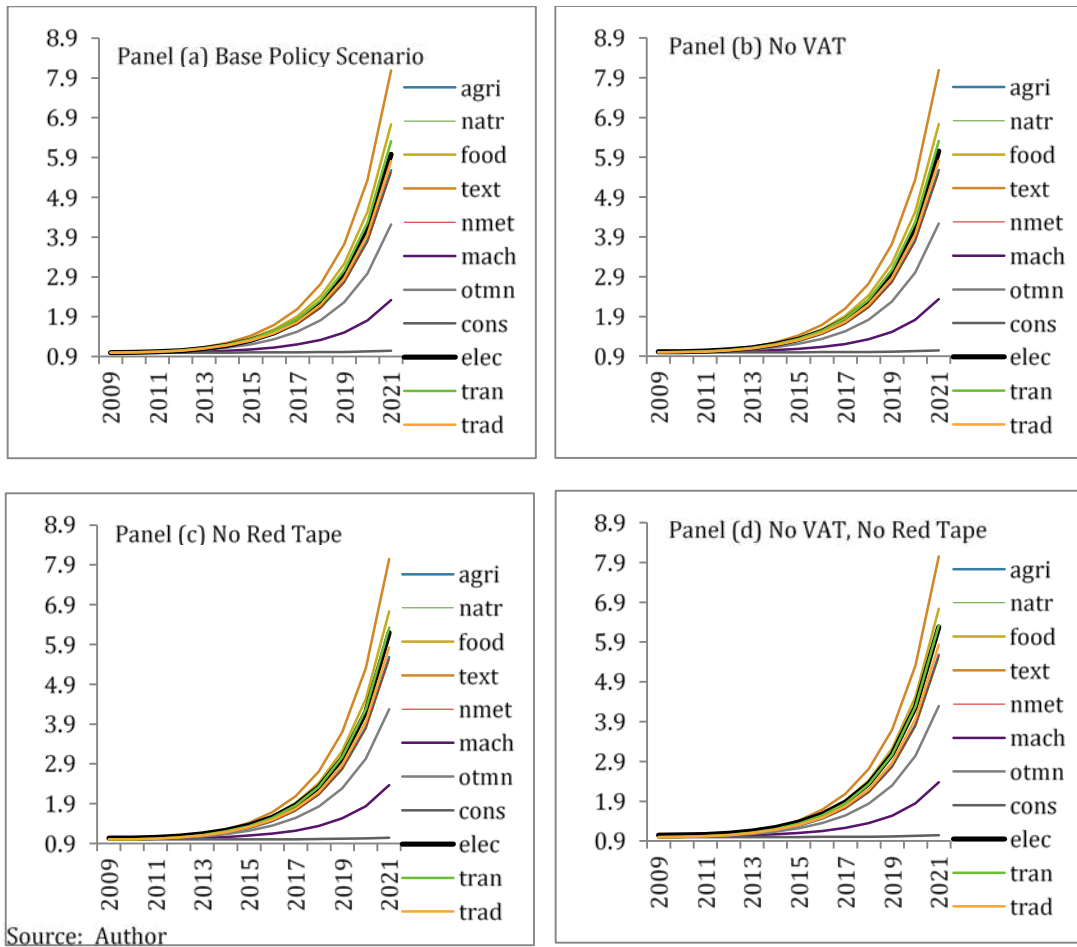 Panel (a) Base Policy Scenario
8.9
7.9
6.9
5.9
4.9
3.9
2.9
1.9
0.9
2009
2011
2013
2015
2017
2019
2021
agri
natr
food
text
nmet
mach
otmn
cons
elec
tran
trad
Panel (b) No VAT
8.9
7.9
6.9
5.9
4.9
3.9
2.9
1.9
0.9
2009
2011
2013
2015
2017
2019
2021
agri
natr
food
text
nmet
mach
otmn
cons
elec
tran
trad
Panel (c) No Red Tape
8.9
7.9
6.9
5.9
4.9
3.9
2.9
1.9
0.9
2009
2011
2013
2015
2017
2019
2021
agri
natr
food
text
nmet
mach
otmn
cons
elec
tran
trad
Panel (d) No VAT, No Red Tape
8.9
7.9
6.9
5.9
4.9
3.9
2.9
1.9
0.9
2009
2011
2013
2015
2017
2019
2021
agri
natr
food
text
nmet
mach
otmn
cons
elec
tran
trad
Source: Author